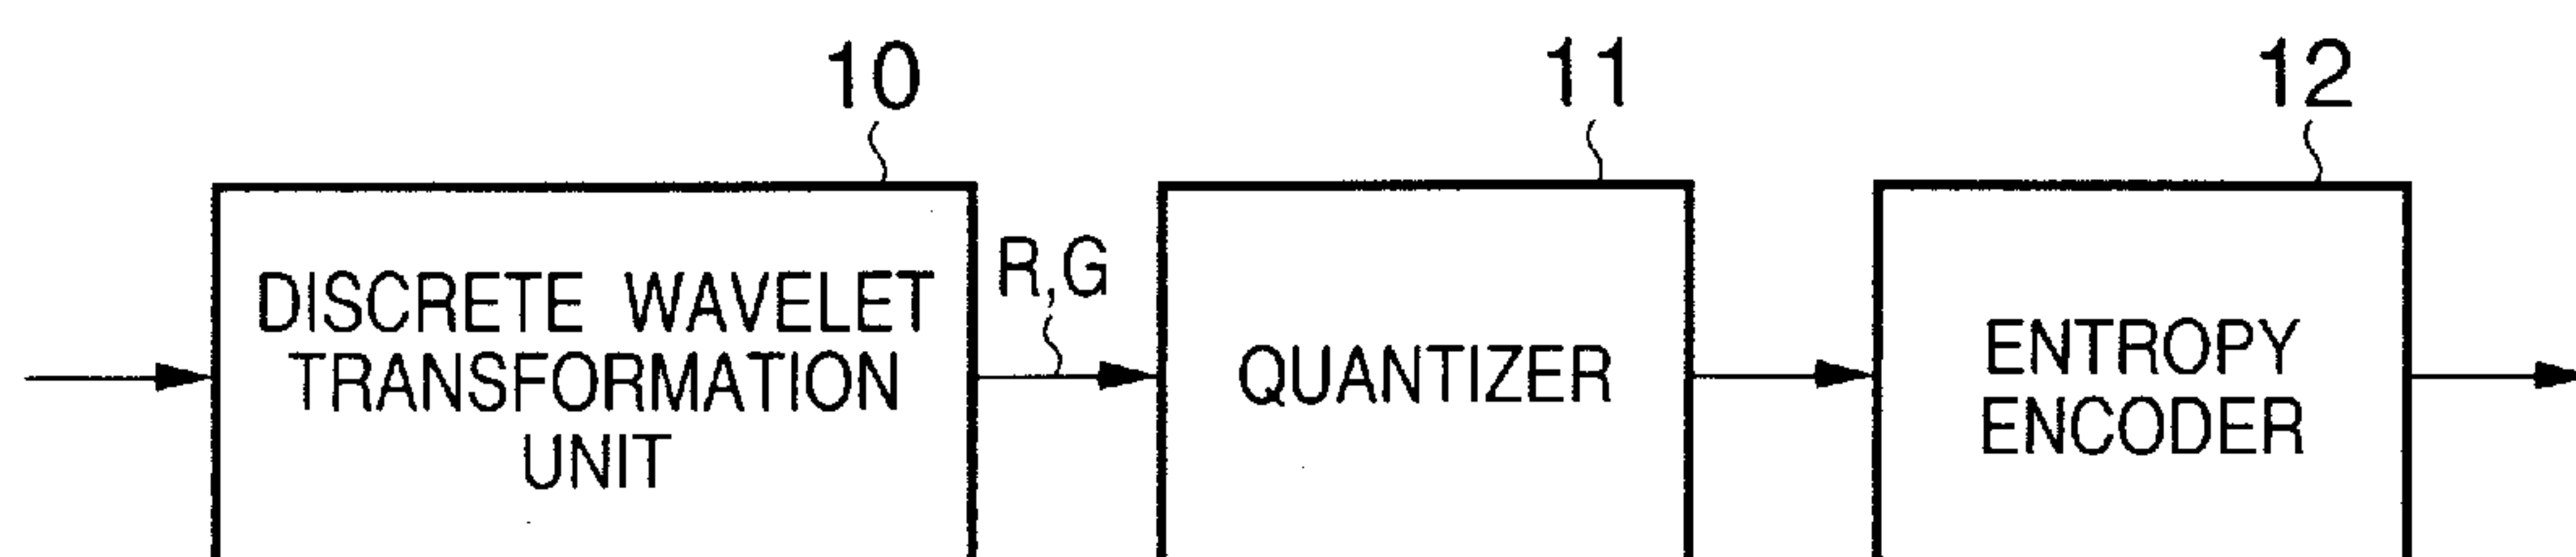 10
11
12
DISCRETE WAVELET
TRANSFORMATION
UNIT
R,G
QUANTIZER
ENTROPY
ENCODER